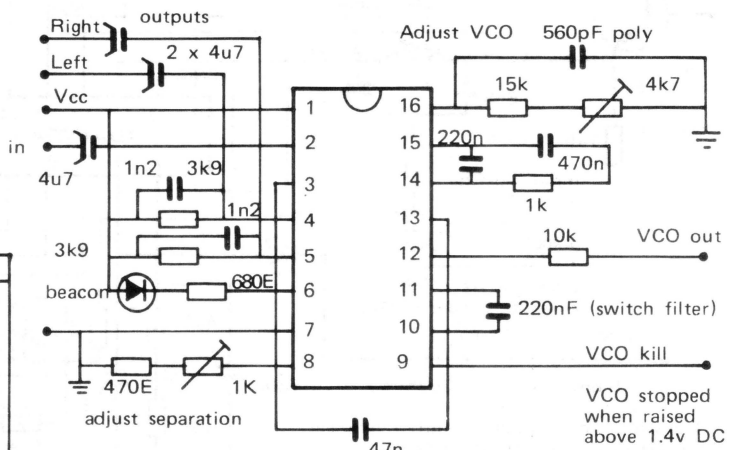 Right
outputs
2 x 4u7
Left
Vcc
in
4u7
1n2
3k9
1n2
3k9
beacon
680E
470E
1K
adjust separation
1
2
3
4
5
6
7
8
16
15
14
13
12
11
10
9
47n
Adjust VCO
560pF poly
15k
4k7
220n
470n
1k
10k
VCO out
220nF (switch filter)
VCO kill
VCO stopped
when raised
above 1.4v DC